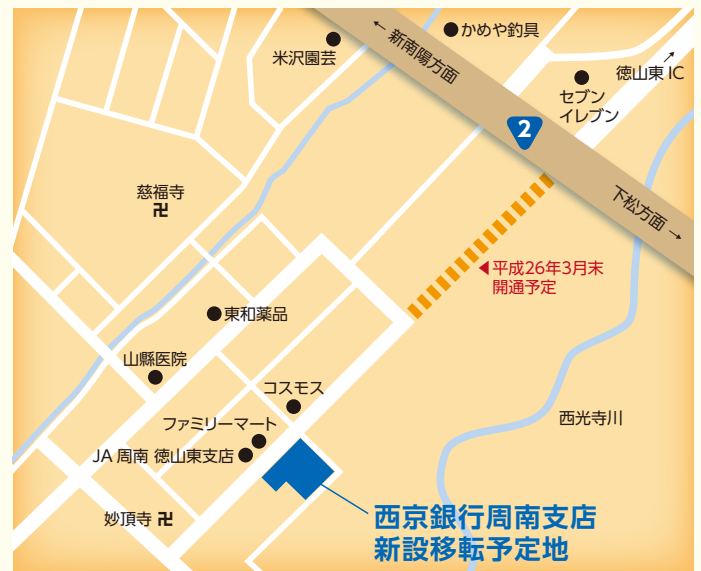 かめや釣具
← 新南陽方面
米沢園芸
徳山東 IC →
セブン
イレブン
2
慈福寺
卍
下松方面 →
平成26年3月末
開通予定
東和薬品
山縣医院
コスモス
ファミリーマート
西光寺川
JA 周南 徳山東支店
妙頂寺 卍
西京銀行周南支店
新設移転予定地